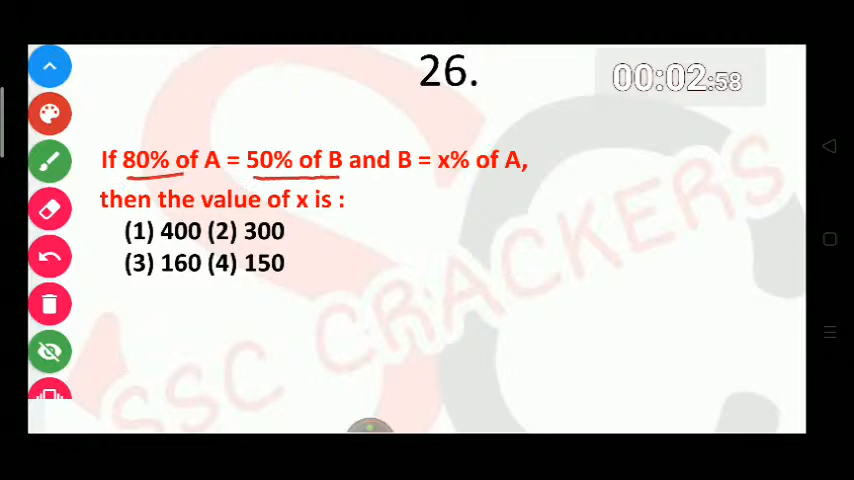 26.
00:02:58
If 80% of A = 50% of B and B = x% of A,
then the value of x is :
(1) 400 (2) 300
(3) 160 (4) 150
SSC CRACKERS